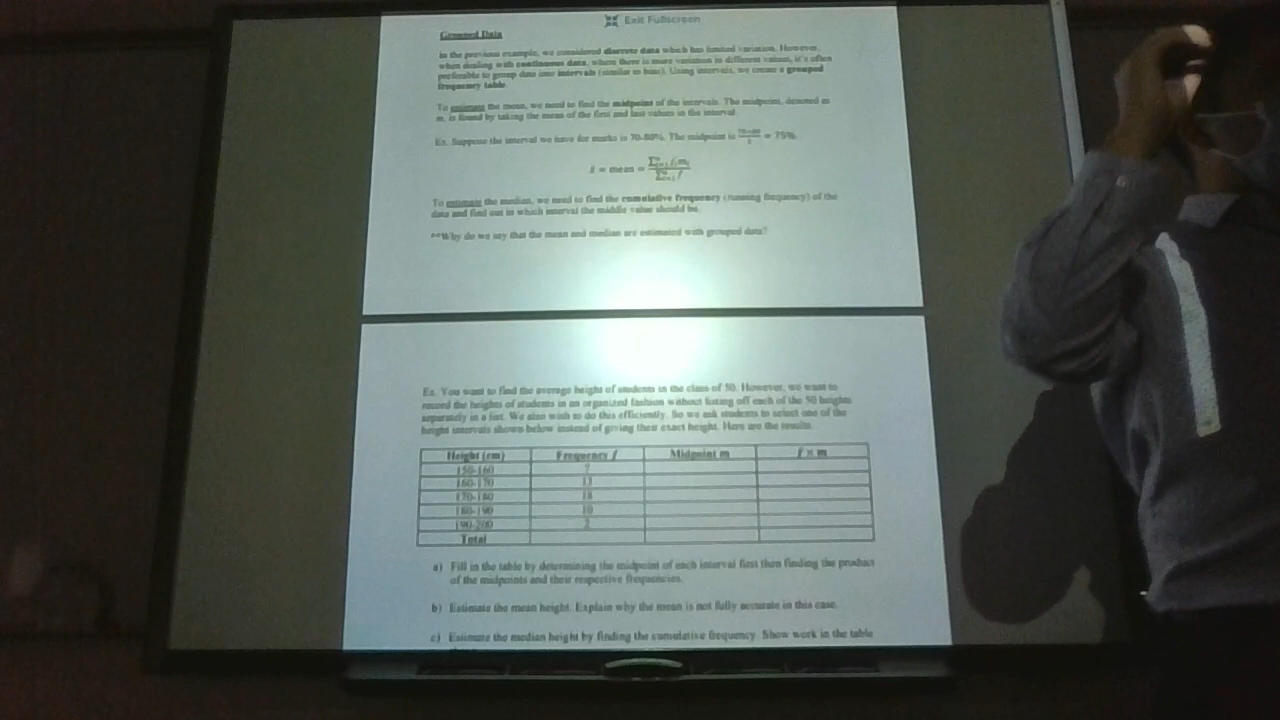 Exit Fullscreen
Grouped Data
In the previous example, we considered discrete data which has limited variation. However,
when dealing with continuous data, where there is more variation in different values, it's often
preferable to group data into intervals (similar to bins). Using intervals, we create a grouped
frequency table.
To estimate the mean, we need to find the midpoint of the intervals. The midpoint, denoted as
m, is found by taking the mean of the first and last values in the interval.
Ex. Suppose the interval we have for marks is 70-80%. The midpoint is = 75%.
= mean =
To estimate the median, we need to find the cumulative frequency (running frequency) of the
data and find out in which interval the middle value should be.
**Why do we say that the mean and median are estimated with grouped data?
Ex. You want to find the average height of students in the class of 50. However, we want to
record the heights of students in an organized fashion without listing off each of the 50 heights
separately in a list. We also wish to do this efficiently. So we ask students to select one of the
height intervals shown below instead of giving their exact height. Here are the results.
Height (cm) Frequency f Midpoint m f × m
150-160 7
160-170 13
170-180 18
180-190 10
190-200 2
Total
a) Fill in the table by determining the midpoint of each interval first then finding the product
of the midpoints and their respective frequencies.
b) Estimate the mean height. Explain why the mean is not fully accurate in this case.
c) Estimate the median height by finding the cumulative frequency. Show work in the table